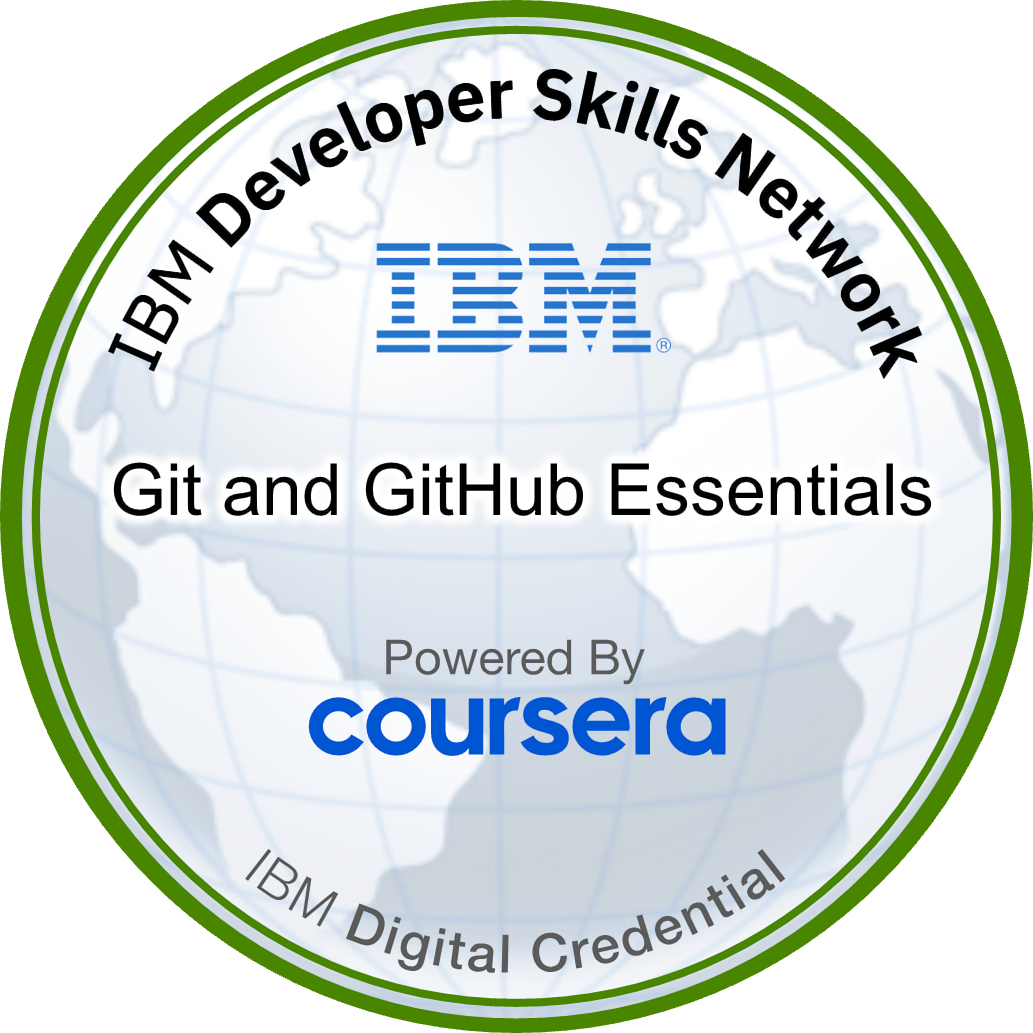 IBM Developer Skills Network
IBM®
Git and GitHub Essentials
Powered By
coursera
IBM Digital Credential